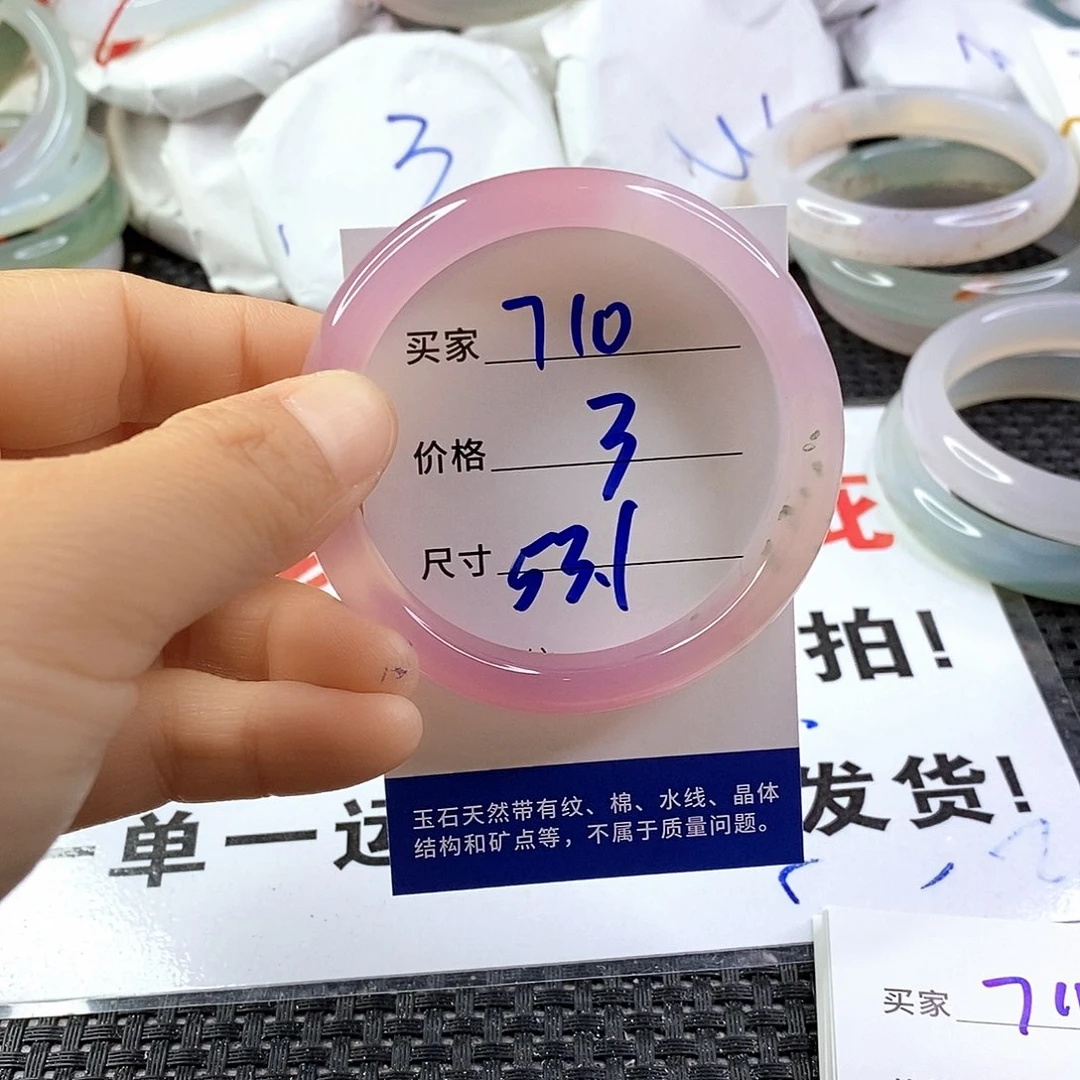 3
买家 710
价格 3
尺寸 53.1
拍!
一单一运
发货!
玉石天然带有纹、棉、水线、晶体
结构和矿点等，不属于质量问题。
买家